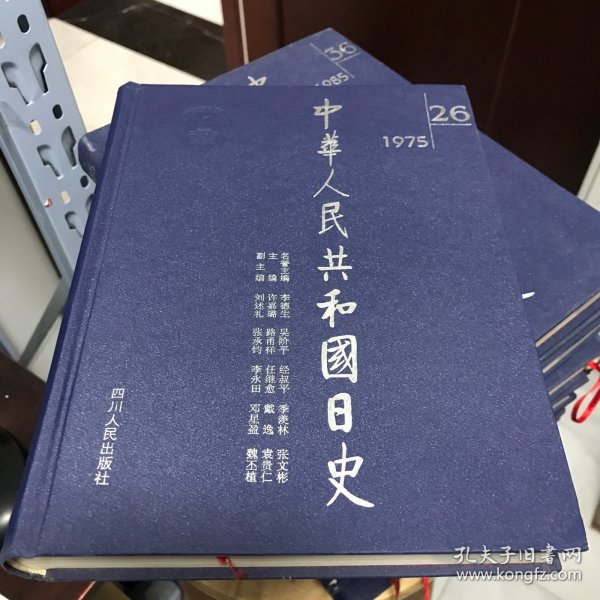 26
1975
中華人民共和國日史
名誉主编 李德生 吴阶平 经叔平 季羡林 张文彬
主编 许嘉璐 路甬祥 任继愈 戴逸 袁贵仁
副主编 刘述礼 张承钧 李永田 邓星盈 魏丕植
四川人民出版社
36
1985
中
孔夫子旧书网
www.kongfz.com